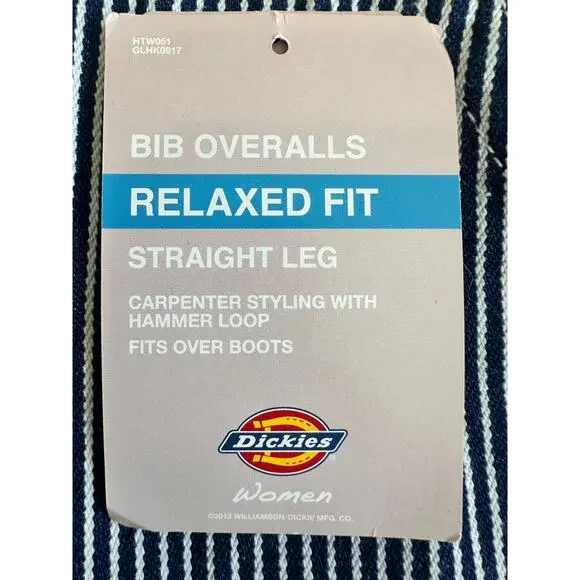 HTW051
GLHK0917
BIB OVERALLS
RELAXED FIT
STRAIGHT LEG
CARPENTER STYLING WITH
HAMMER LOOP
FITS OVER BOOTS
Dickies
Women
©2013 WILLIAMSON-DICKIE MFG. CO.